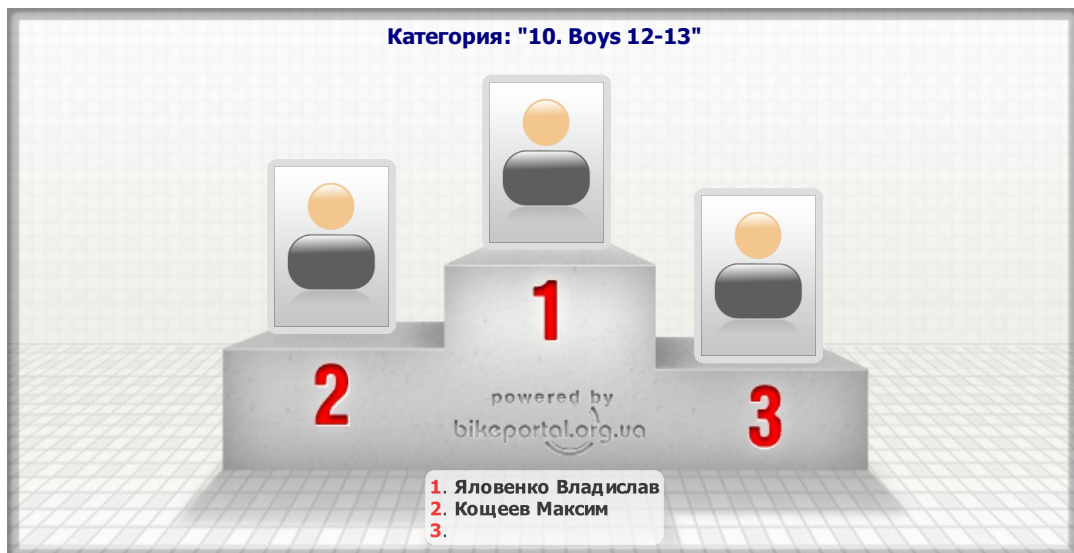 Категория: "10. Boys 12-13"
1
2
3
powered by
bikeportal.org.ua
1. Яловенко Владислав
2. Кощеев Максим
3.